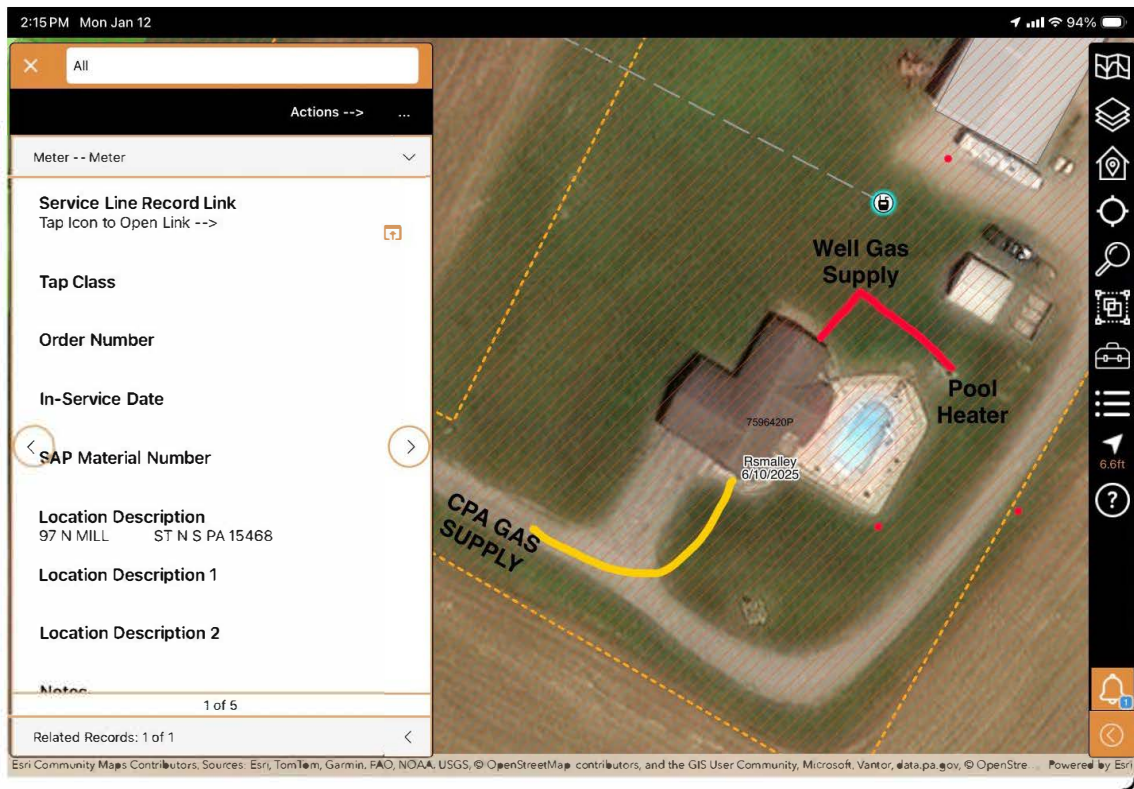 2:15 PM Mon Jan 12
94%
All
Actions -->
...
Meter -- Meter
Service Line Record Link
Tap Icon to Open Link -->
Tap Class
Order Number
In-Service Date
SAP Material Number
Location Description
97 N MILL ST N S PA 15468
Location Description 1
Location Description 2
Notes
1 of 5
Related Records: 1 of 1
Well Gas
Supply
Pool
Heater
7596420P
Rsmalley
6/10/2025
CPA GAS
SUPPLY
6.6ft
?
1
Esri Community Maps Contributors, Sources: Esri, TomTom, Garmin, FAO, NOAA, USGS, © OpenStreetMap contributors, and the GIS User Community, Microsoft, Vantor, data.pa.gov, © OpenStre... Powered by Esri